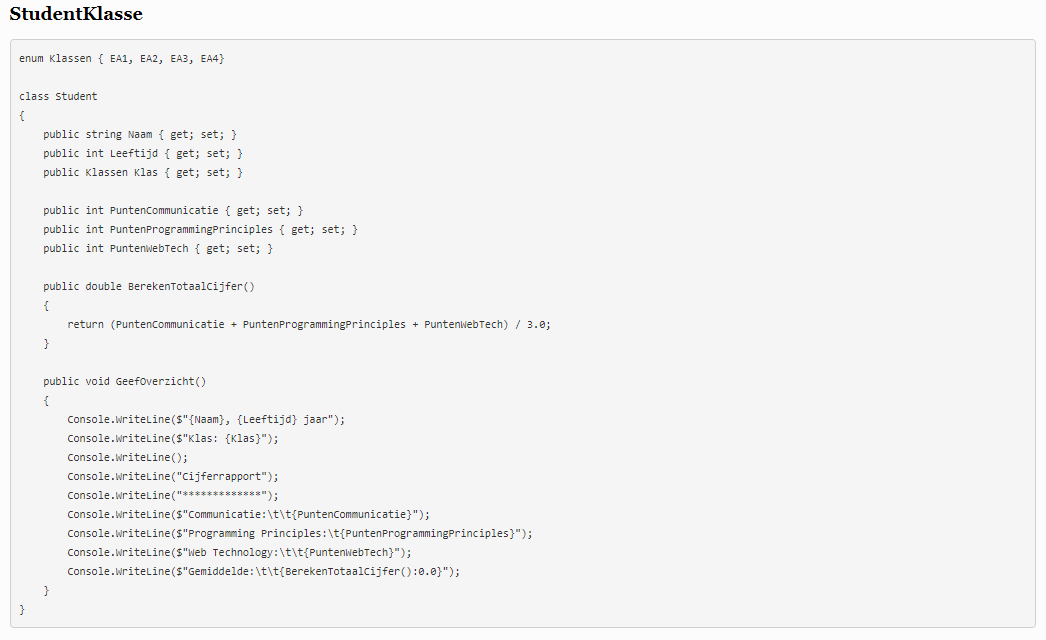 StudentKlasse
enum Klassen { EA1, EA2, EA3, EA4}
class Student
{
public string Naam { get; set; }
public int Leeftijd { get; set; }
public Klassen Klas { get; set; }
public int PuntenCommunicatie { get; set; }
public int PuntenProgrammingPrinciples { get; set; }
public int PuntenWebTech { get; set; }
public double BerekenTotaalCijfer()
{
return (PuntenCommunicatie + PuntenProgrammingPrinciples + PuntenWebTech) / 3.0;
}
public void GeefOverzicht()
{
Console.WriteLine($"{Naam}, {Leeftijd} jaar");
Console.WriteLine($"Klas: {Klas}");
Console.WriteLine();
Console.WriteLine("Cijferrapport");
Console.WriteLine("*************");
Console.WriteLine($"Communicatie:\t\t{PuntenCommunicatie}");
Console.WriteLine($"Programming Principles:\t{PuntenProgrammingPrinciples}");
Console.WriteLine($"Web Technology:\t\t{PuntenWebTech}");
Console.WriteLine($"Gemiddelde:\t\t{BerekenTotaalCijfer():0.0}");
}
}